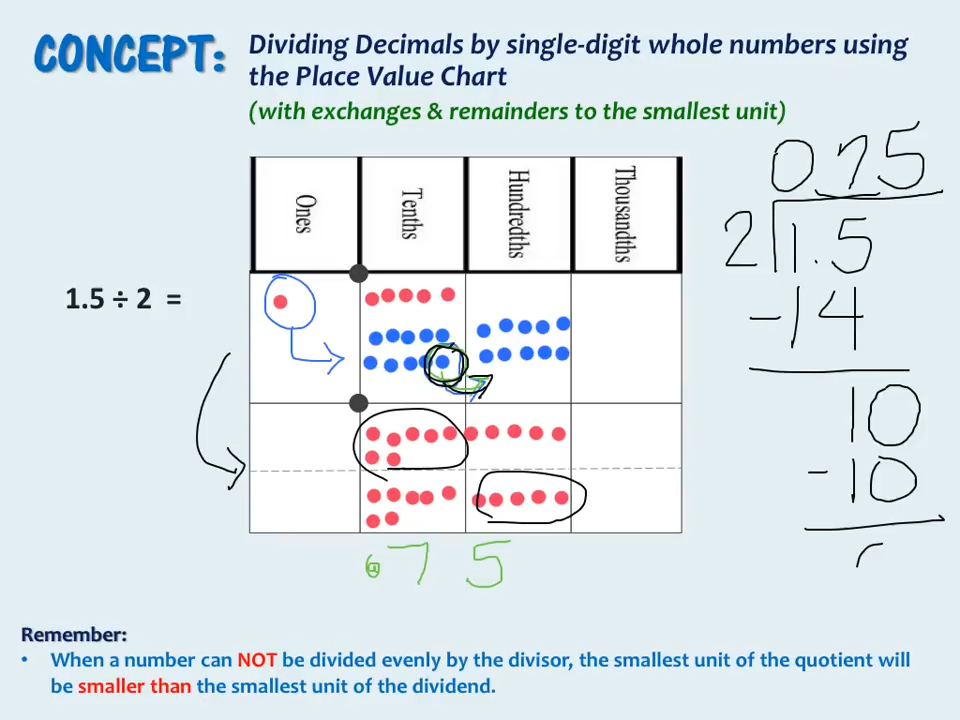 CONCEPT:
Dividing Decimals by single-digit whole numbers using
the Place Value Chart
(with exchanges & remainders to the smallest unit)
Ones
Tenths
Hundredths
Thousandths
1.5 ÷ 2 =
0.75
2 1.5
-14
10
-10
0
.75
Remember:
• When a number can NOT be divided evenly by the divisor, the smallest unit of the quotient will
be smaller than the smallest unit of the dividend.